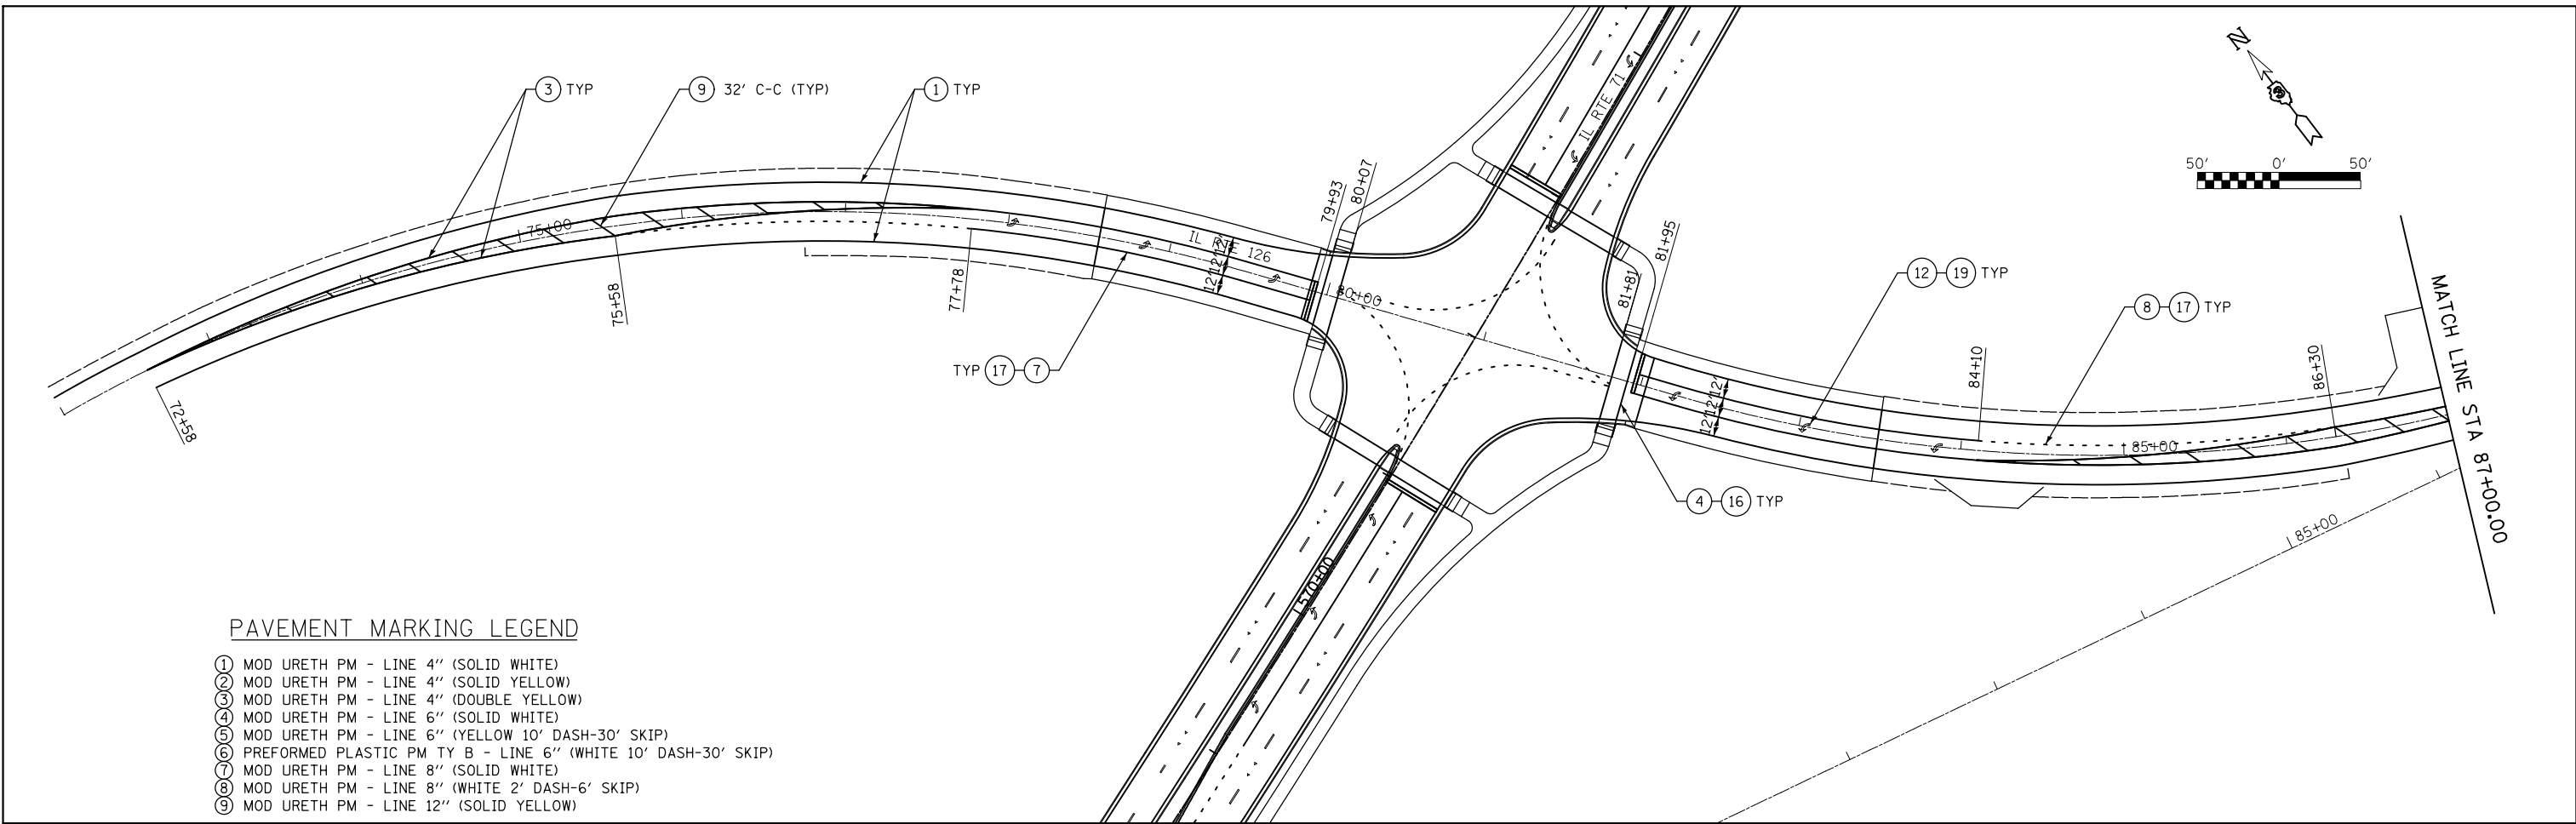 N
50' 0' 50'
③ TYP
⑨ 32' C-C (TYP)
① TYP
IL RTE 71
79+93
80+07
81+81
81+95
75+00
IL RTE 126
12' 12' 12'
80+00
72+58
75+58
77+78
TYP ⑰-⑦
⑫-⑲ TYP
⑧-⑰ TYP
12' 12' 12'
84+10
86+30
85+00
④-⑯ TYP
MATCH LINE STA 87+00.00
85+00
570+00
PAVEMENT MARKING LEGEND
① MOD URETH PM - LINE 4" (SOLID WHITE)
② MOD URETH PM - LINE 4" (SOLID YELLOW)
③ MOD URETH PM - LINE 4" (DOUBLE YELLOW)
④ MOD URETH PM - LINE 6" (SOLID WHITE)
⑤ MOD URETH PM - LINE 6" (YELLOW 10' DASH-30' SKIP)
⑥ PREFORMED PLASTIC PM TY B - LINE 6" (WHITE 10' DASH-30' SKIP)
⑦ MOD URETH PM - LINE 8" (SOLID WHITE)
⑧ MOD URETH PM - LINE 8" (WHITE 2' DASH-6' SKIP)
⑨ MOD URETH PM - LINE 12" (SOLID YELLOW)